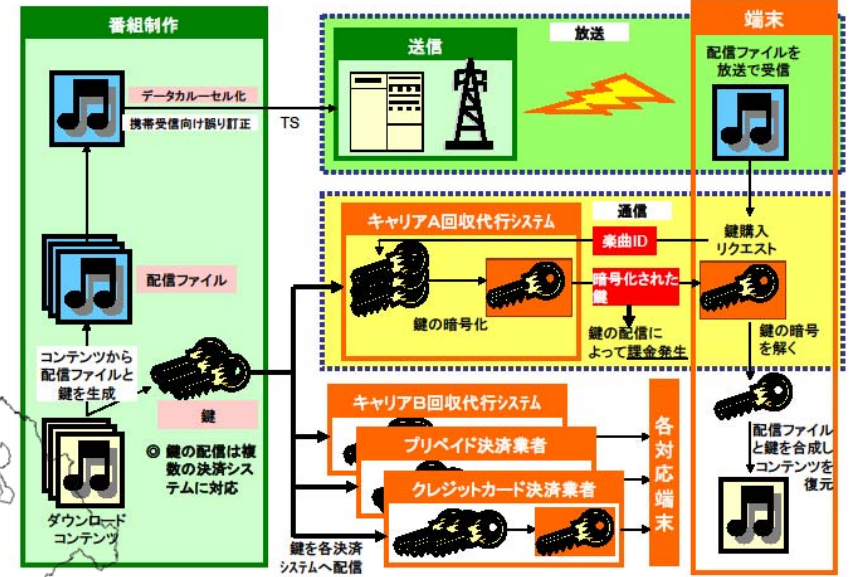 番組制作
データカルーセル化
携帯受信向け誤り訂正
TS
配信ファイル
コンテンツから
配信ファイルと
鍵を生成
鍵
◎ 鍵の配信は複
数の決済シス
テムに対応
ダウンロード
コンテンツ
放送
送信
通信
キャリアA回収代行システム
楽曲ID
暗号化された
鍵
鍵の暗号化
鍵の配信に
よって課金発生
キャリアB回収代行システム
プリペイド決済業者
クレジットカード決済業者
鍵を各決済
システムへ配信
各対応端末
端末
配信ファイルを
放送で受信
鍵購入
リクエスト
鍵の暗号
を解く
配信ファイル
と鍵を合成し
コンテンツを
復元